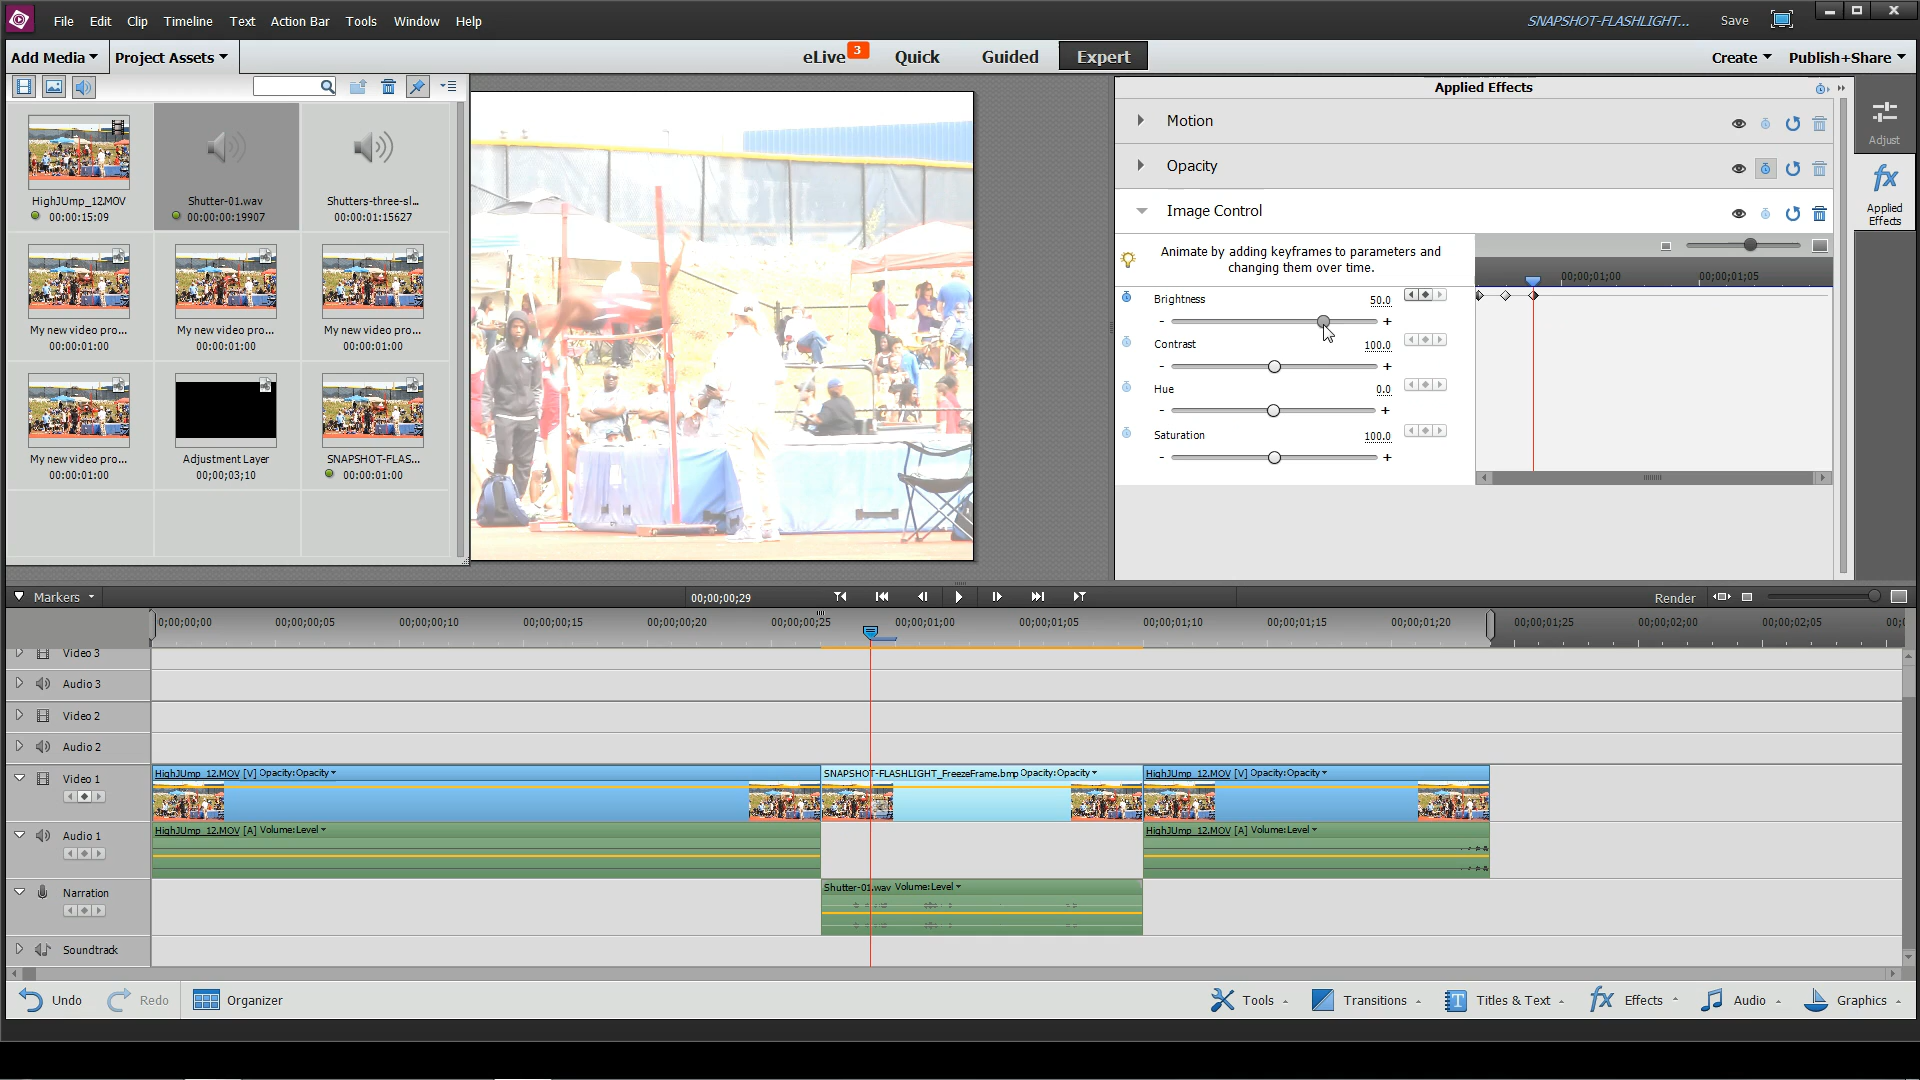 File Edit Clip Timeline Text Action Bar Tools Window Help
SNAPSHOT-FLASHLIGHT... Save
Add Media Project Assets
eLive 3 Quick Guided Expert
Create Publish+Share
Applied Effects
HighJUmp_12.MOV
00:00:15:09
Shutter-01.wav
00:00:00:19907
Shutters-three-sl...
00:00:01:15627
My new video pro...
00:00:01:00
My new video pro...
00:00:01:00
My new video pro...
00:00:01:00
My new video pro...
00:00:01:00
Adjustment Layer
00;00;03;10
SNAPSHOT-FLAS...
00:00:01:00
Motion
Opacity
Image Control
Animate by adding keyframes to parameters and
changing them over time.
00;00;01;00 00;00;01;05
Brightness 50.0
- +
Contrast 100.0
- +
Hue 0.0
- +
Saturation 100.0
- +
Adjust
fx
Applied
Effects
Markers
00;00;00;29
Render
0;00;00;00 00;00;00;05 00;00;00;10 00;00;00;15 00;00;00;20 00;00;00;25 00;00;01;00 00;00;01;05 00;00;01;10 00;00;01;15 00;00;01;20 00;00;01;25 00;00;02;00 00;00;02;05 00;0
Video 3
Audio 3
Video 2
Audio 2
Video 1
HighJUmp_12.MOV [V] Opacity:Opacity
SNAPSHOT-FLASHLIGHT_FreezeFrame.bmp Opacity:Opacity
HighJUmp_12.MOV [V] Opacity:Opacity
Audio 1
HighJUmp_12.MOV [A] Volume:Level
HighJUmp_12.MOV [A] Volume:Level
Narration
Shutter-01.wav Volume:Level
Soundtrack
Undo Redo Organizer
Tools Transitions Titles & Text fx Effects Audio Graphics